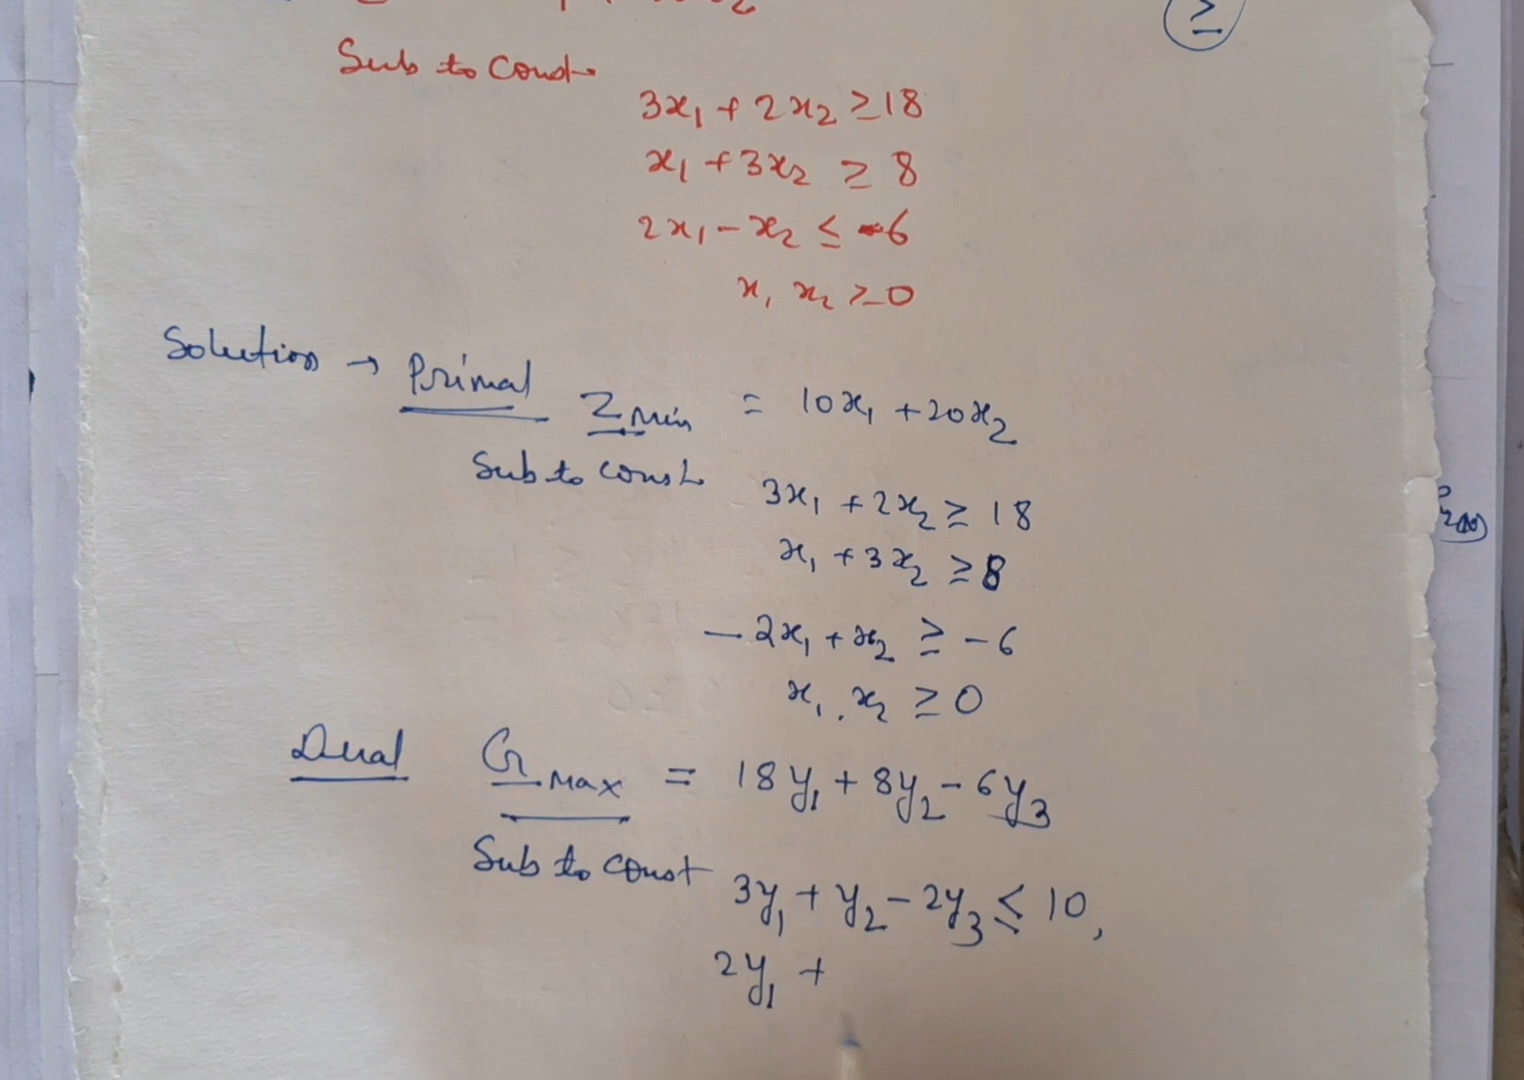 ≥
Sub to Const.
3x₁ + 2x₂ ≥ 18
x₁ + 3x₂ ≥ 8
2x₁ - x₂ ≤ 6
x₁ x₂ ≥ 0
Solution → Primal Z Min = 10x₁ + 20x₂
Sub to const.
3x₁ + 2x₂ ≥ 18
x₁ + 3x₂ ≥ 8
-2x₁ + x₂ ≥ -6
x₁, x₂ ≥ 0
Dual G Max = 18y₁ + 8y₂ - 6y₃
Sub to const 3y₁ + y₂ - 2y₃ ≤ 10,
2y₁ +